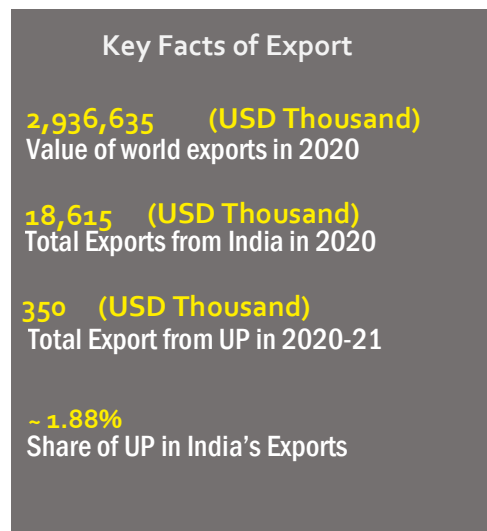 Key Facts of Export
2,936,635 (USD Thousand)
Value of world exports in 2020
18,615 (USD Thousand)
Total Exports from India in 2020
350 (USD Thousand)
Total Export from UP in 2020-21
~ 1.88%
Share of UP in India's Exports